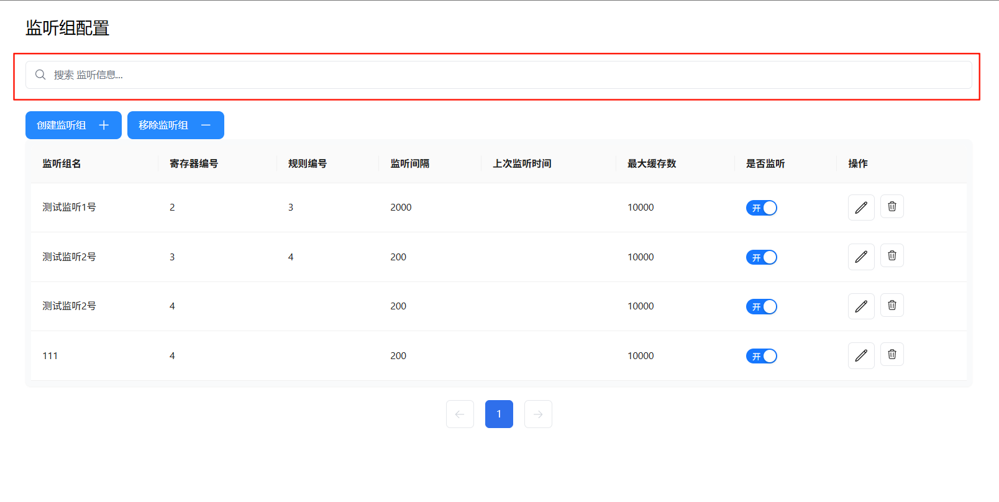 监听组配置
搜索 监听信息...
创建监听组 移除监听组
监听组名 寄存器编号 规则编号 监听间隔 上次监听时间 最大缓存数 是否监听 操作
测试监听1号 2 3 2000 10000 开
测试监听2号 3 4 200 10000 开
测试监听2号 4 200 10000 开
111 4 200 10000 开
1